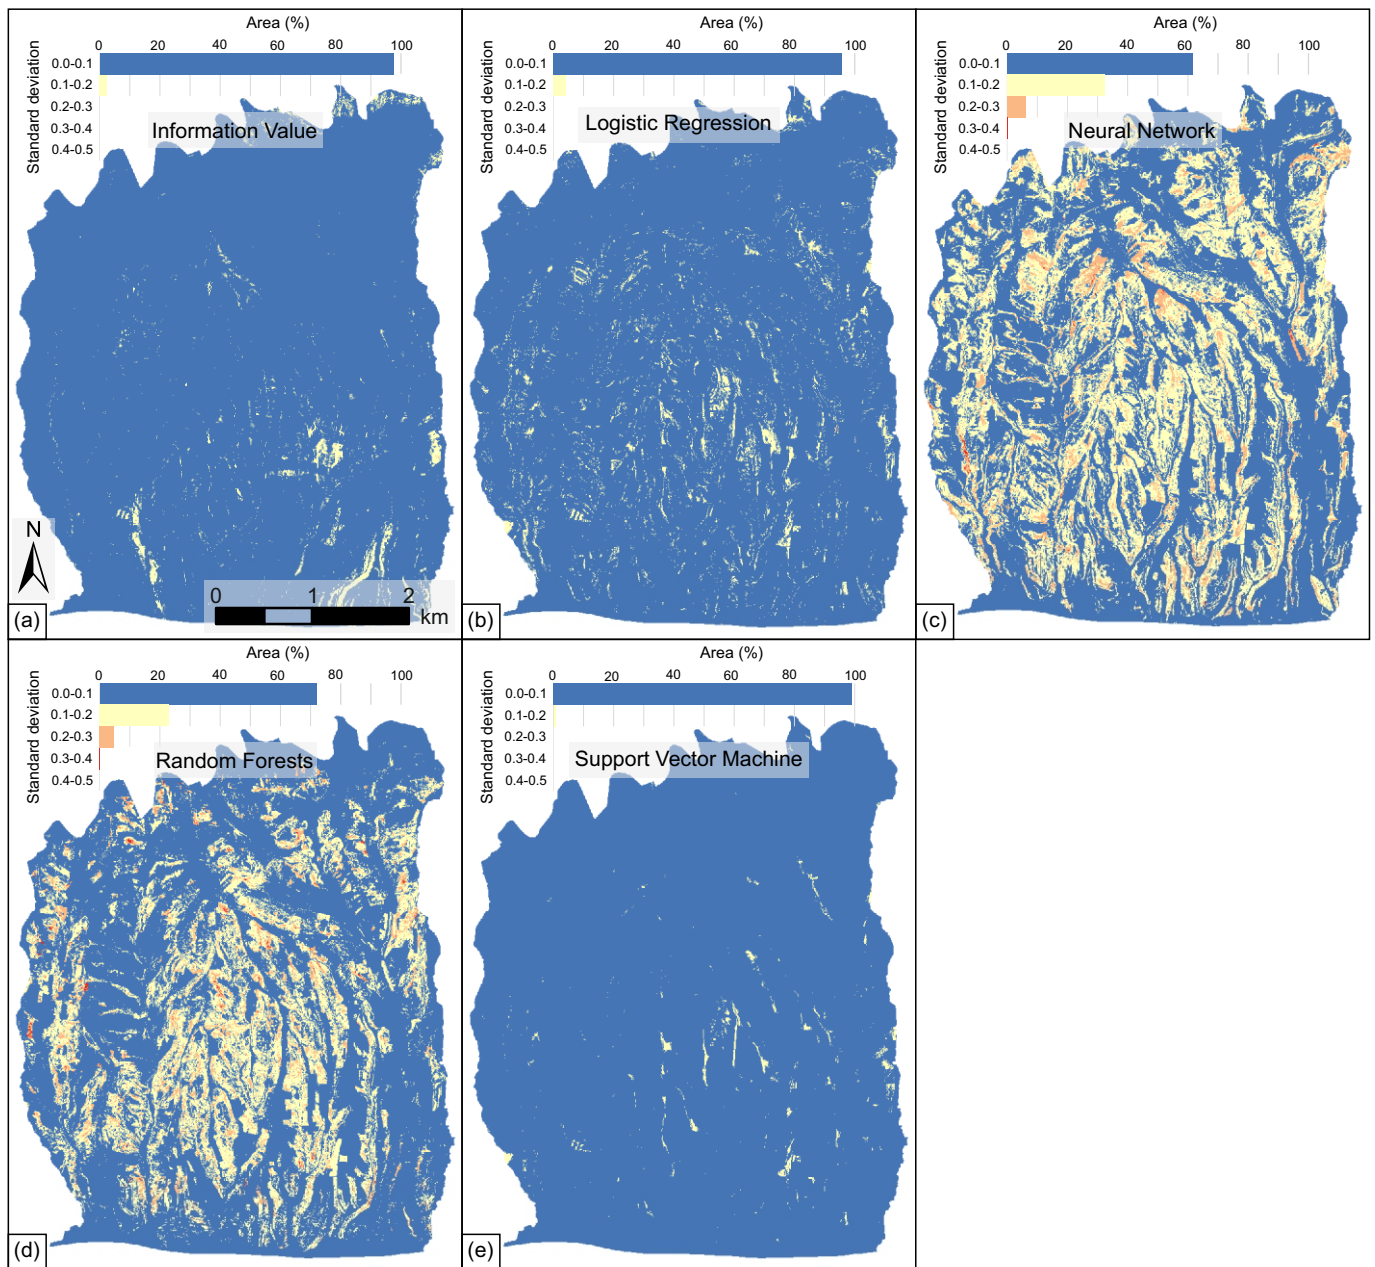 Area (%)
0 20 40 60 80 100
Standard deviation
0.0-0.1
0.1-0.2
0.2-0.3
0.3-0.4
0.4-0.5
Information Value
N
0 1 2
km
(a)
Area (%)
0 20 40 60 80 100
Standard deviation
0.0-0.1
0.1-0.2
0.2-0.3
0.3-0.4
0.4-0.5
Logistic Regression
(b)
Area (%)
0 20 40 60 80 100
Standard deviation
0.0-0.1
0.1-0.2
0.2-0.3
0.3-0.4
0.4-0.5
Neural Network
(c)
Area (%)
0 20 40 60 80 100
Standard deviation
0.0-0.1
0.1-0.2
0.2-0.3
0.3-0.4
0.4-0.5
Random Forests
(d)
Area (%)
0 20 40 60 80 100
Standard deviation
0.0-0.1
0.1-0.2
0.2-0.3
0.3-0.4
0.4-0.5
Support Vector Machine
(e)